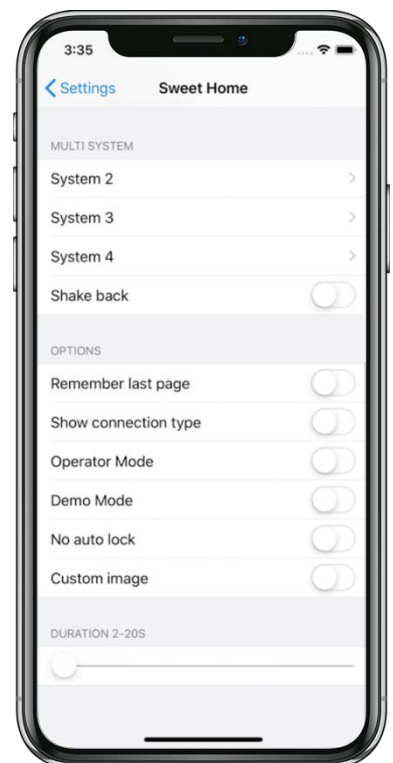 3:35
Settings
Sweet Home
MULTI SYSTEM
System 2
System 3
System 4
Shake back
OPTIONS
Remember last page
Show connection type
Operator Mode
Demo Mode
No auto lock
Custom image
DURATION 2-20S